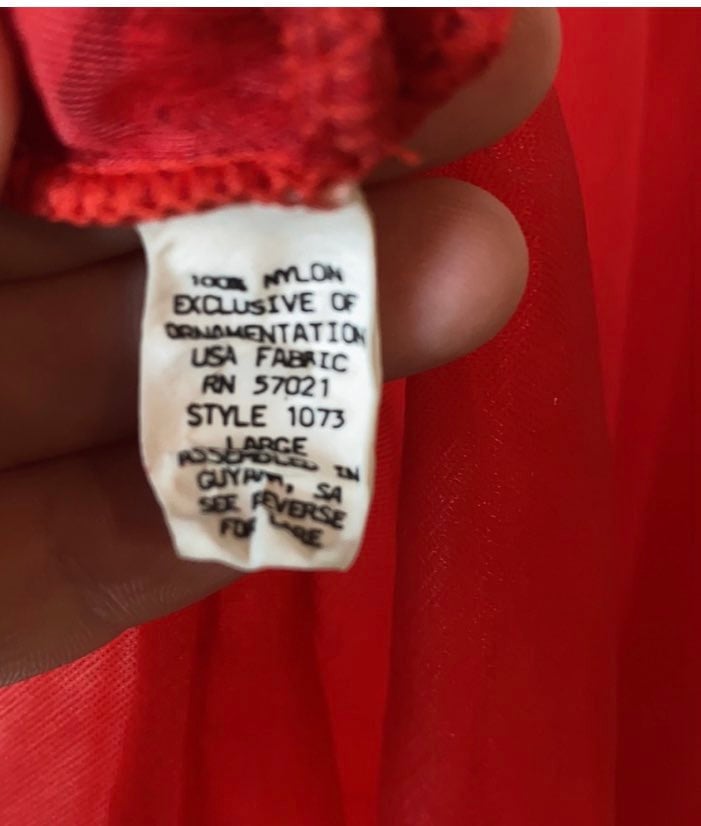 100% NYLON
EXCLUSIVE OF
ORNAMENTATION
USA FABRIC
RN 57021
STYLE 1073
LARGE
ASSEMBLED IN
GUYANA, SA
SEE REVERSE
FOR CARE